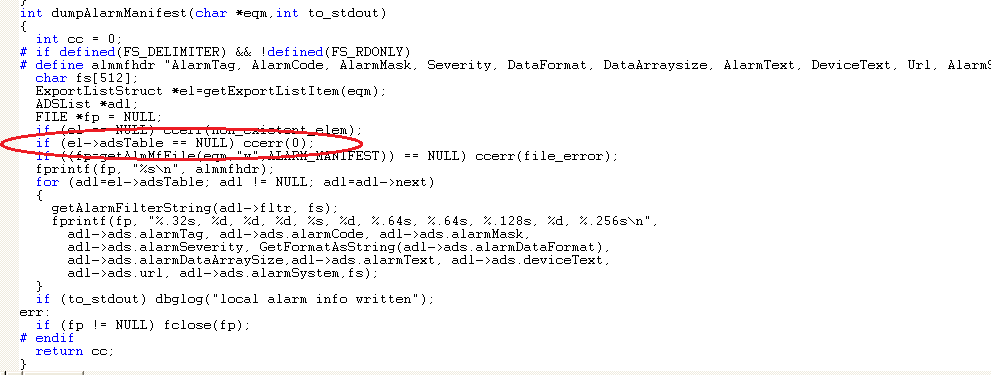 int dumpAlarmManifest(char *eqm,int to_stdout)
{
int cc = 0;
# if defined(FS_DELIMITER) && !defined(FS_RDONLY)
# define almmfhdr "AlarmTag, AlarmCode, AlarmMask, Severity, DataFormat, DataArraysize, AlarmText, DeviceText, Url, AlarmS
char fs[512];
ExportListStruct *el=getExportListItem(eqm);
ADSList *adl;
FILE *fp = NULL;
if (el == NULL) ccerr(non_existent_elem);
if (el->adsTable == NULL) ccerr(0);
if ((fp=getAlmMfFile(eqm,"w",ALARM_MANIFEST)) == NULL) ccerr(file_error);
fprintf(fp, "%s\n", almmfhdr);
for (adl=el->adsTable; adl != NULL; adl=adl->next)
{
getAlarmFilterString(adl->fltr, fs);
fprintf(fp, "%.32s, %d, %d, %d, %s, %d, %.64s, %.64s, %.128s, %d, %.256s\n",
adl->ads.alarmTag, adl->ads.alarmCode, adl->ads.alarmMask,
adl->ads.alarmSeverity, GetFormatAsString(adl->ads.alarmDataFormat),
adl->ads.alarmDataArraySize,adl->ads.alarmText, adl->ads.deviceText,
adl->ads.url, adl->ads.alarmSystem,fs);
}
if (to_stdout) dbglog("local alarm info written");
err:
if (fp != NULL) fclose(fp);
# endif
return cc;
}